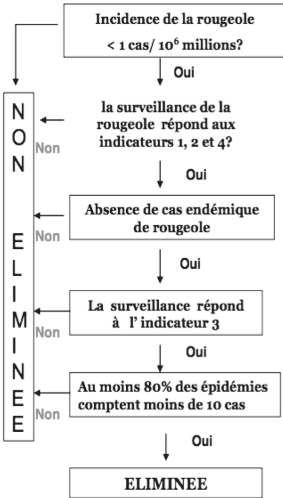 Incidence de la rougeole
< 1 cas/ 10⁶ millions?
Oui
la surveillance de la
rougeole répond aux
indicateurs 1, 2 et 4?
Non
Oui
Absence de cas endémique
de rougeole
Non
Oui
La surveillance répond
à l' indicateur 3
Non
Oui
Au moins 80% des épidémies
comptent moins de 10 cas
Non
Oui
ELIMINEE
NON ELIMINEE